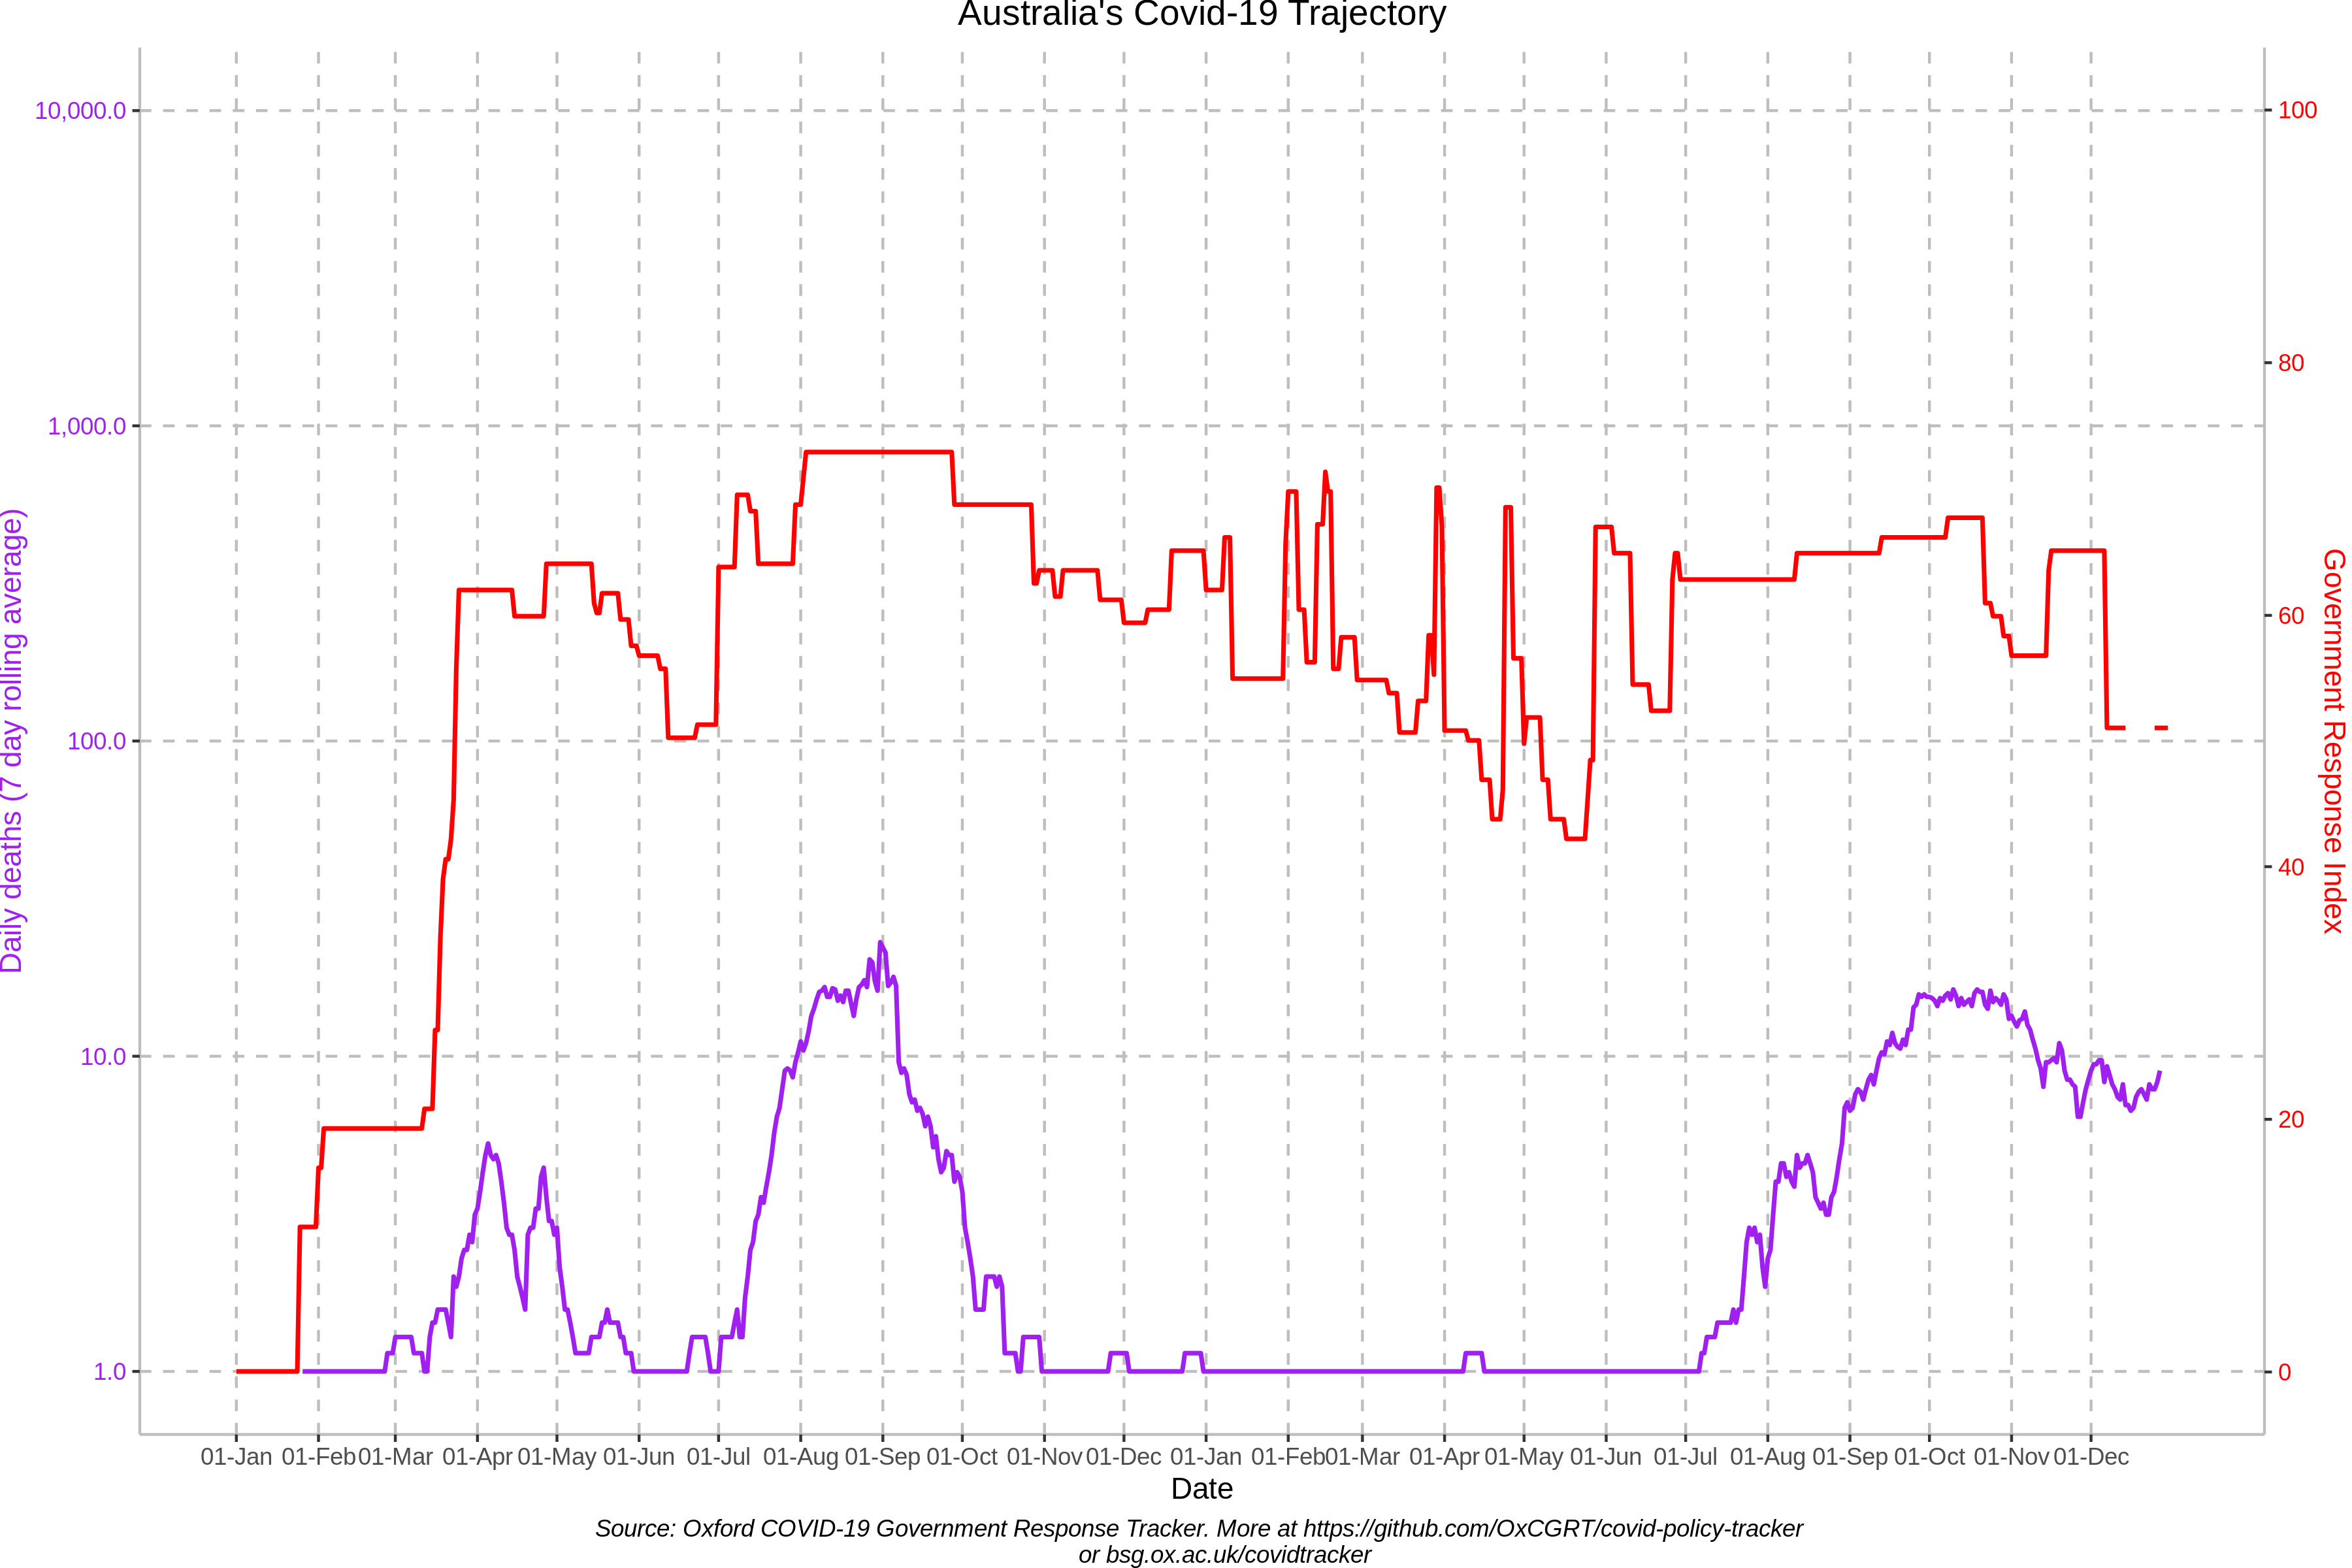 Australia's Covid-19 Trajectory
10,000.0
1,000.0
100.0
10.0
1.0
Daily deaths (7 day rolling average)
100
80
60
40
20
0
Government Response Index
01-Jan 01-Feb 01-Mar 01-Apr 01-May 01-Jun 01-Jul 01-Aug 01-Sep 01-Oct 01-Nov 01-Dec 01-Jan 01-Feb 01-Mar 01-Apr 01-May 01-Jun 01-Jul 01-Aug 01-Sep 01-Oct 01-Nov 01-Dec
Date
Source: Oxford COVID-19 Government Response Tracker. More at https://github.com/OxCGRT/covid-policy-tracker
or bsg.ox.ac.uk/covidtracker